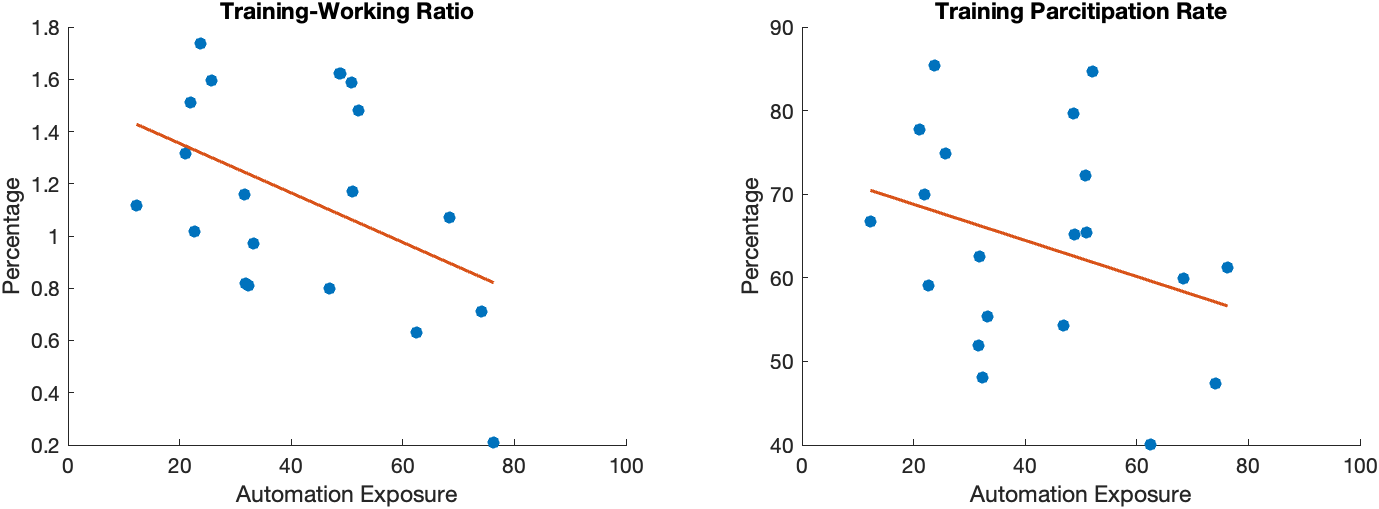 Training-Working Ratio
Percentage
1.8
1.6
1.4
1.2
1
0.8
0.6
0.4
0.2
0 20 40 60 80 100
Automation Exposure
Training Parcitipation Rate
Percentage
90
80
70
60
50
40
0 20 40 60 80 100
Automation Exposure